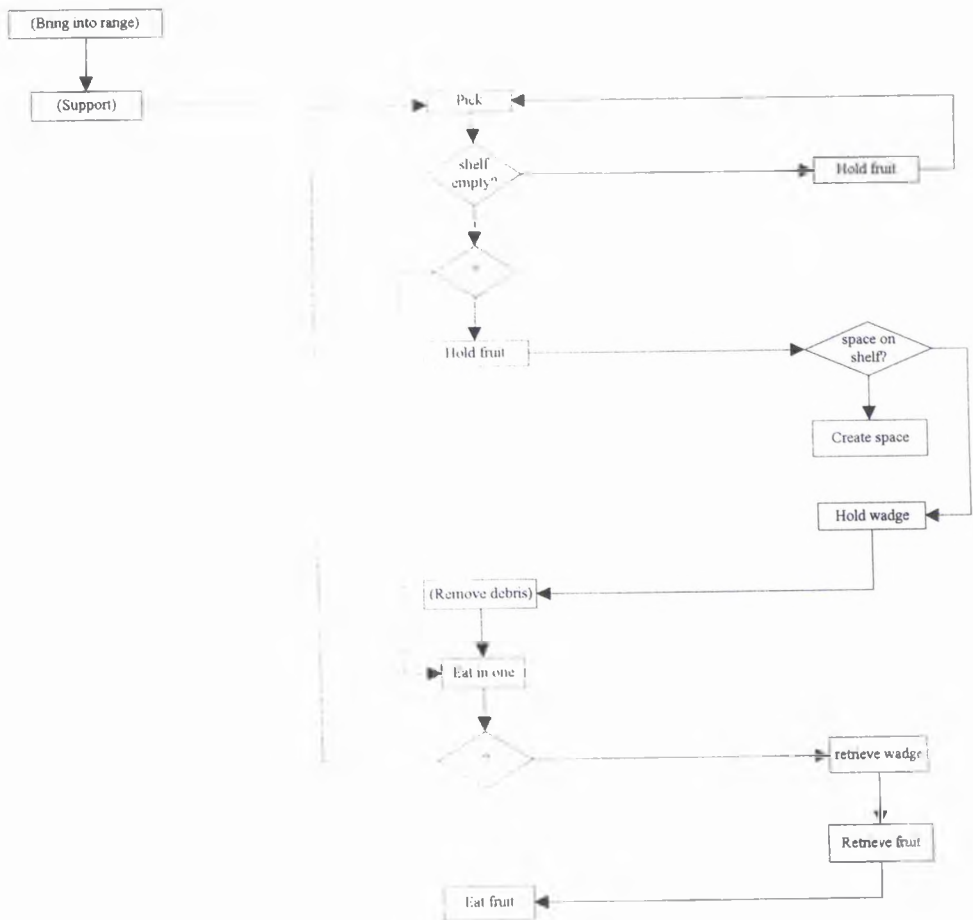 (Bring into range)
(Support)
Pick
shelf
empty?
Hold fruit
Hold fruit
space on
shelf?
Create space
Hold wadge
(Remove debris)
Eat in one
retrieve wadge
Retrieve fruit
Eat fruit